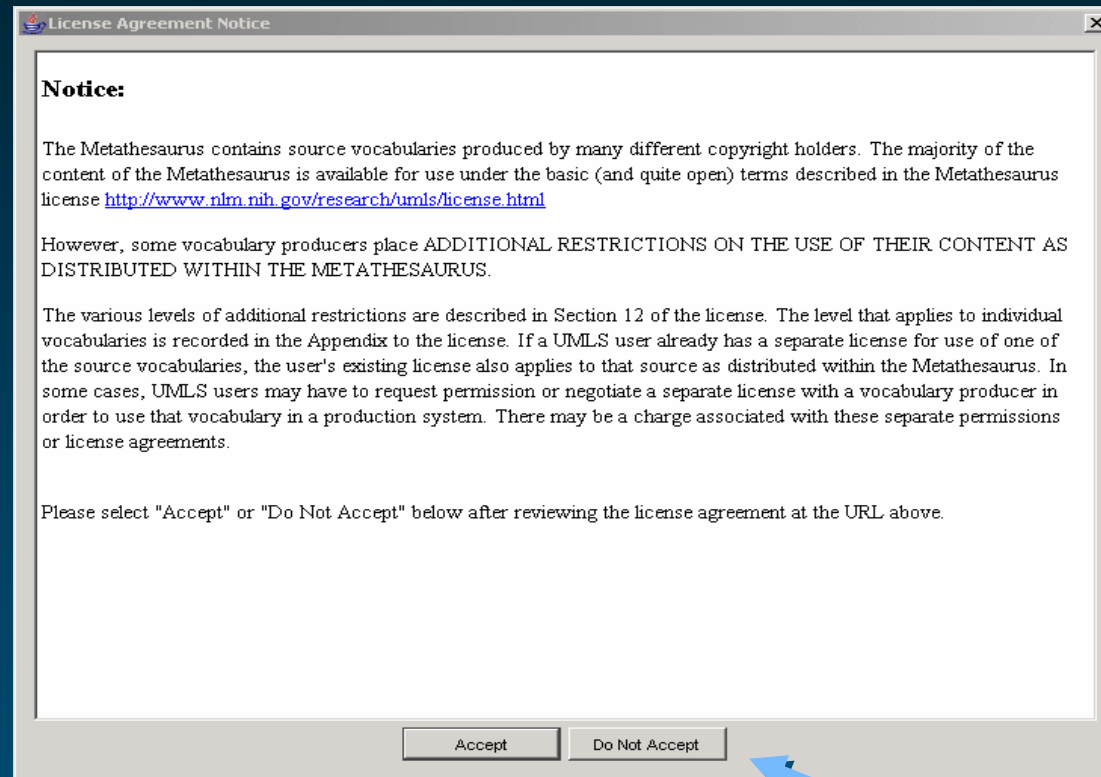 License Agreement Notice
Notice:
The Metathesaurus contains source vocabularies produced by many different copyright holders. The majority of the
content of the Metathesaurus is available for use under the basic (and quite open) terms described in the Metathesaurus
license http://www.nlm.nih.gov/research/umls/license.html
However, some vocabulary producers place ADDITIONAL RESTRICTIONS ON THE USE OF THEIR CONTENT AS
DISTRIBUTED WITHIN THE METATHESAURUS.
The various levels of additional restrictions are described in Section 12 of the license. The level that applies to individual
vocabularies is recorded in the Appendix to the license. If a UMLS user already has a separate license for use of one of
the source vocabularies, the user's existing license also applies to that source as distributed within the Metathesaurus. In
some cases, UMLS users may have to request permission or negotiate a separate license with a vocabulary producer in
order to use that vocabulary in a production system. There may be a charge associated with these separate permissions
or license agreements.
Please select "Accept" or "Do Not Accept" below after reviewing the license agreement at the URL above.
Accept Do Not Accept